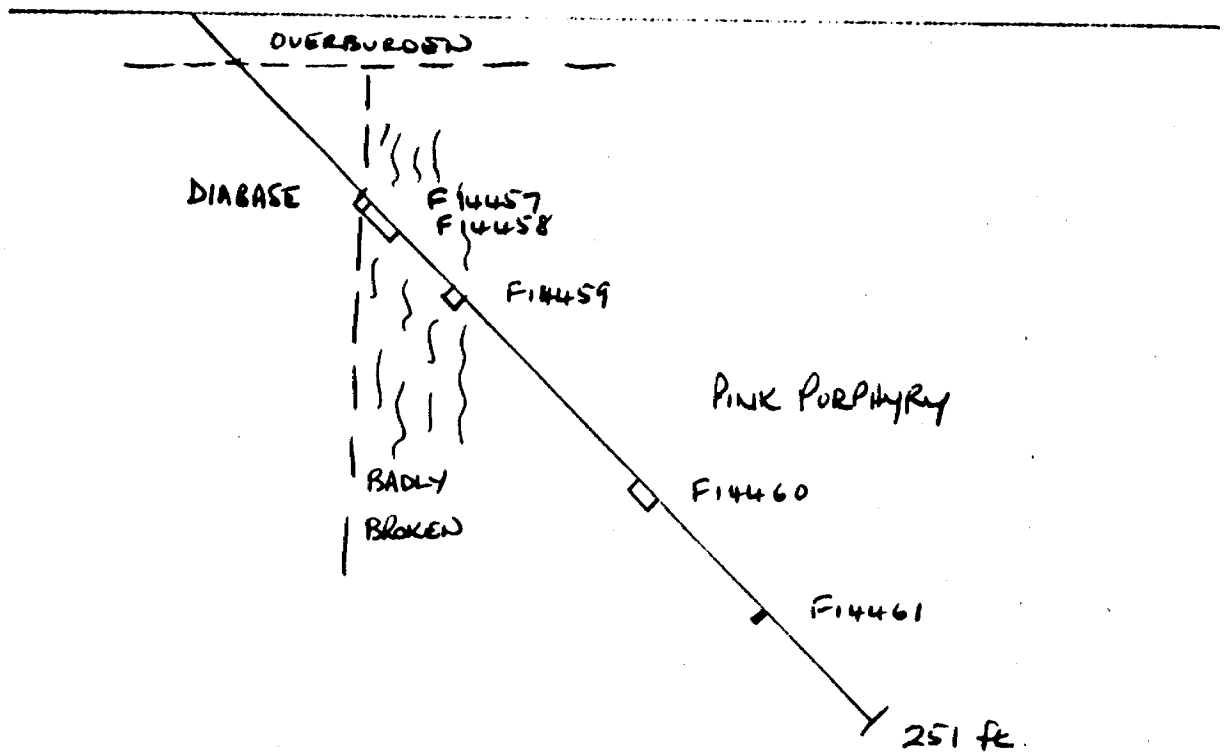 OVERBURDEN
DIABASE
F14457
F14458
F14459
PINK PORPHYRY
BADLY
BROKEN
F14460
F14461
251 ft.